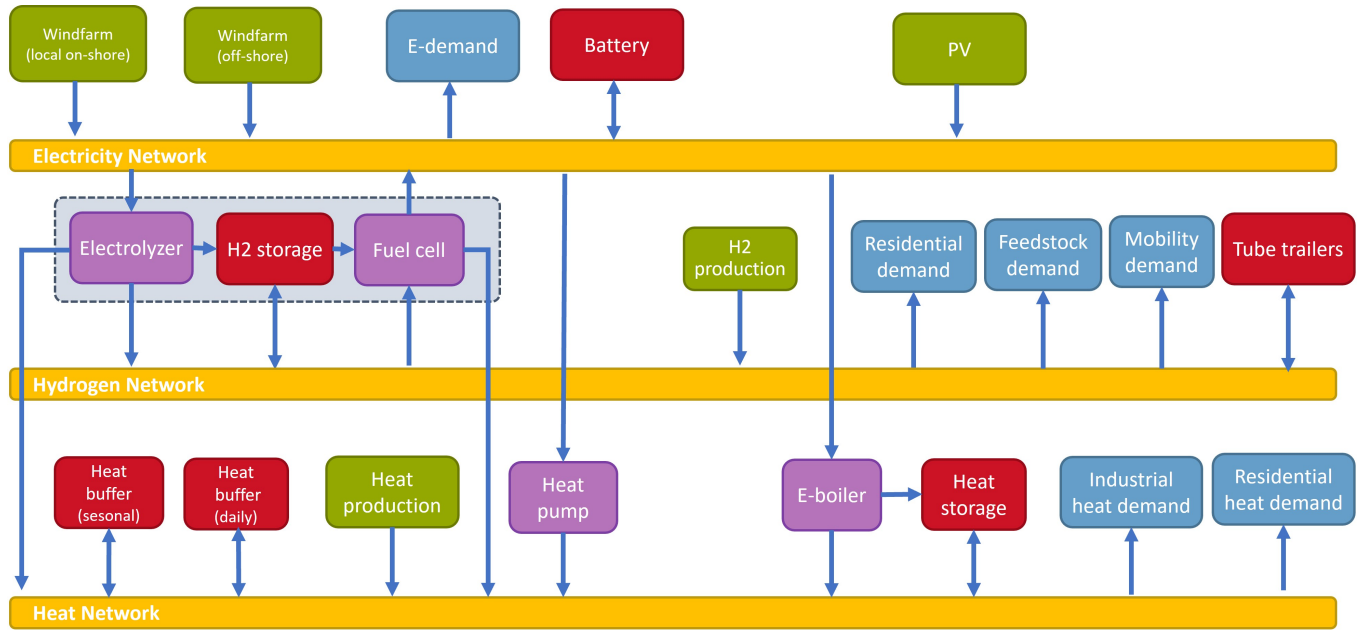 Windfarm
(local on-shore)
Windfarm
(off-shore)
E-demand
Battery
PV
Electricity Network
Electrolyzer
H2 storage
Fuel cell
H2
production
Residential
demand
Feedstock
demand
Mobility
demand
Tube trailers
Hydrogen Network
Heat
buffer
(sesonal)
Heat
buffer
(daily)
Heat
production
Heat
pump
E-boiler
Heat
storage
Industrial
heat demand
Residential
heat demand
Heat Network